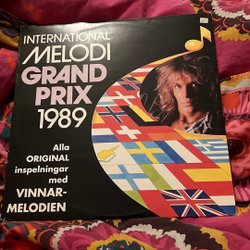 INTERNATIONAL
MELODI
GRAND
PRIX
1989
Alla
ORIGINAL
inspelningar
med
VINNAR-
MELODIEN